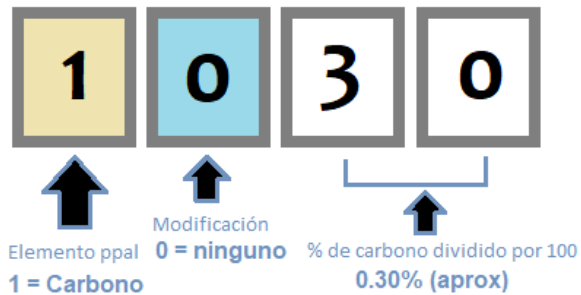 1 0 3 0
Elemento ppal
1 = Carbono
Modificación
0 = ninguno
% de carbono dividido por 100
0.30% (aprox)